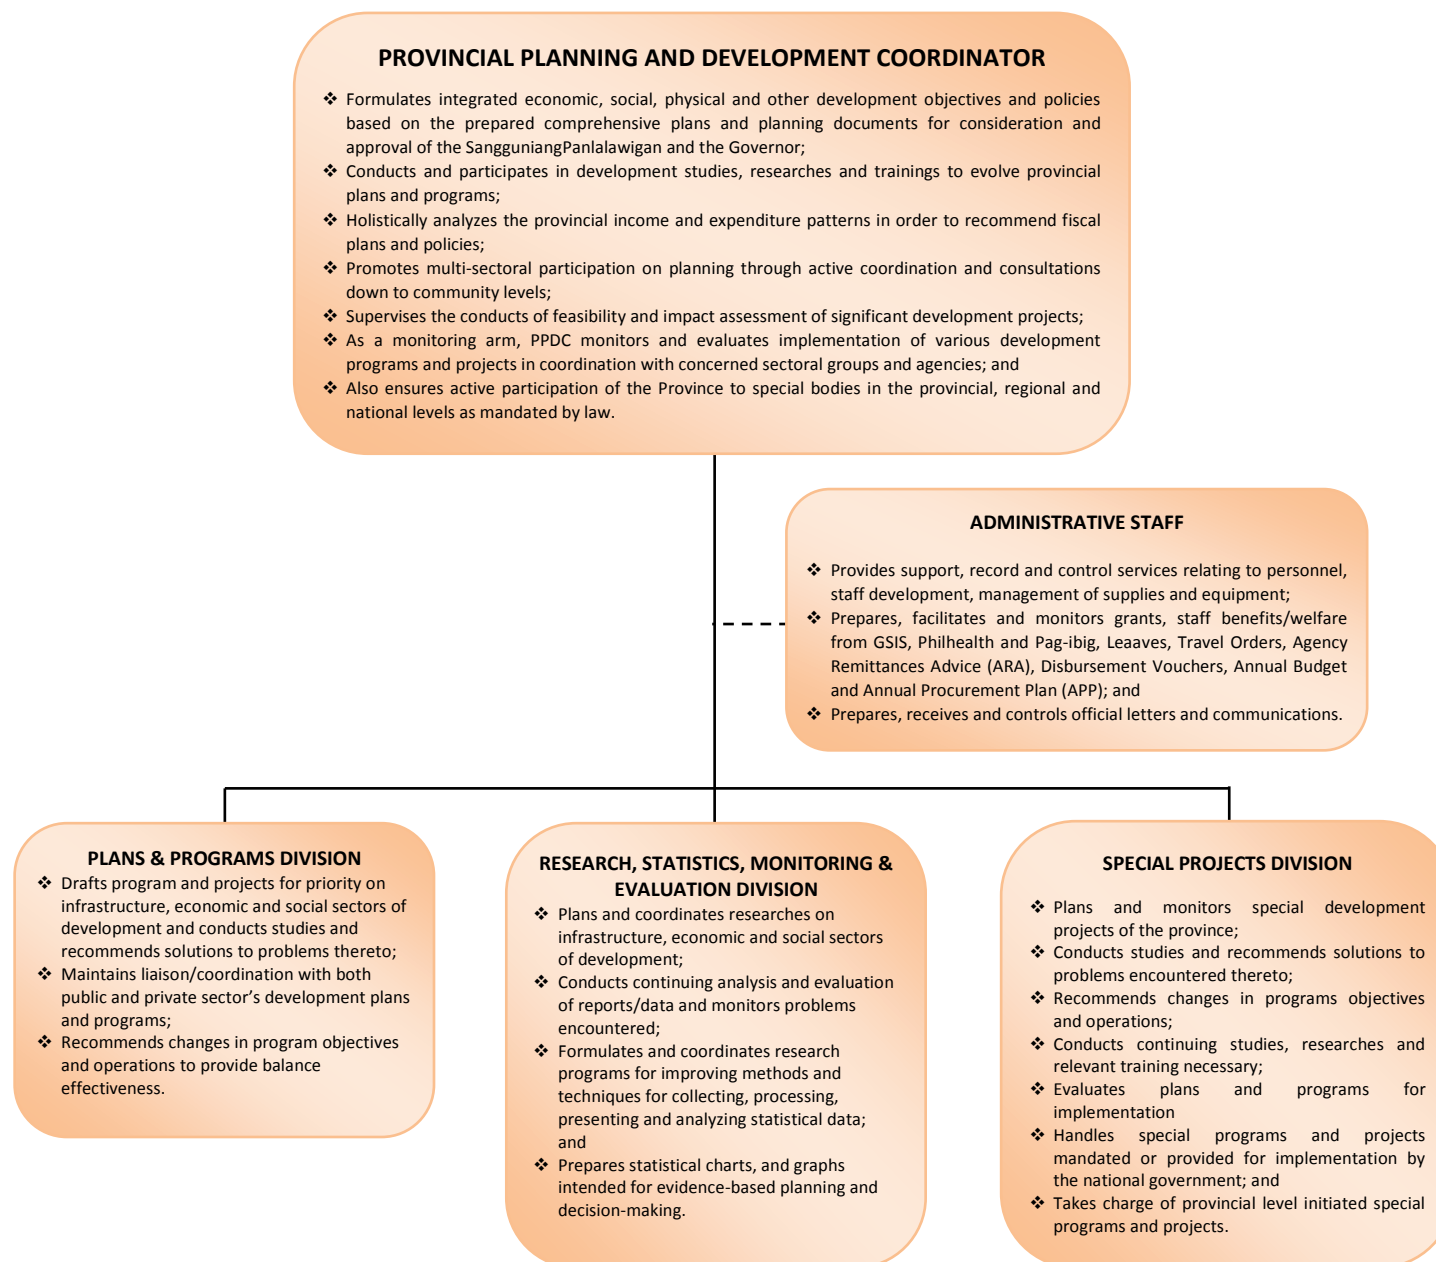 PROVINCIAL PLANNING AND DEVELOPMENT COORDINATOR
❖ Formulates integrated economic, social, physical and other development objectives and policies
based on the prepared comprehensive plans and planning documents for consideration and
approval of the SangguniangPanlalawigan and the Governor;
❖ Conducts and participates in development studies, researches and trainings to evolve provincial
plans and programs;
❖ Holistically analyzes the provincial income and expenditure patterns in order to recommend fiscal
plans and policies;
❖ Promotes multi-sectoral participation on planning through active coordination and consultations
down to community levels;
❖ Supervises the conducts of feasibility and impact assessment of significant development projects;
❖ As a monitoring arm, PPDC monitors and evaluates implementation of various development
programs and projects in coordination with concerned sectoral groups and agencies; and
❖ Also ensures active participation of the Province to special bodies in the provincial, regional and
national levels as mandated by law.
ADMINISTRATIVE STAFF
❖ Provides support, record and control services relating to personnel,
staff development, management of supplies and equipment;
❖ Prepares, facilitates and monitors grants, staff benefits/welfare
from GSIS, Philhealth and Pag-ibig, Leaaves, Travel Orders, Agency
Remittances Advice (ARA), Disbursement Vouchers, Annual Budget
and Annual Procurement Plan (APP); and
❖ Prepares, receives and controls official letters and communications.
PLANS & PROGRAMS DIVISION
❖ Drafts program and projects for priority on
infrastructure, economic and social sectors of
development and conducts studies and
recommends solutions to problems thereto;
❖ Maintains liaison/coordination with both
public and private sector's development plans
and programs;
❖ Recommends changes in program objectives
and operations to provide balance
effectiveness.
RESEARCH, STATISTICS, MONITORING &
EVALUATION DIVISION
❖ Plans and coordinates researches on
infrastructure, economic and social sectors
of development;
❖ Conducts continuing analysis and evaluation
of reports/data and monitors problems
encountered;
❖ Formulates and coordinates research
programs for improving methods and
techniques for collecting, processing,
presenting and analyzing statistical data;
and
❖ Prepares statistical charts, and graphs
intended for evidence-based planning and
decision-making.
SPECIAL PROJECTS DIVISION
❖ Plans and monitors special development
projects of the province;
❖ Conducts studies and recommends solutions to
problems encountered thereto;
❖ Recommends changes in programs objectives
and operations;
❖ Conducts continuing studies, researches and
relevant training necessary;
❖ Evaluates plans and programs for
implementation
❖ Handles special programs and projects
mandated or provided for implementation by
the national government; and
❖ Takes charge of provincial level initiated special
programs and projects.